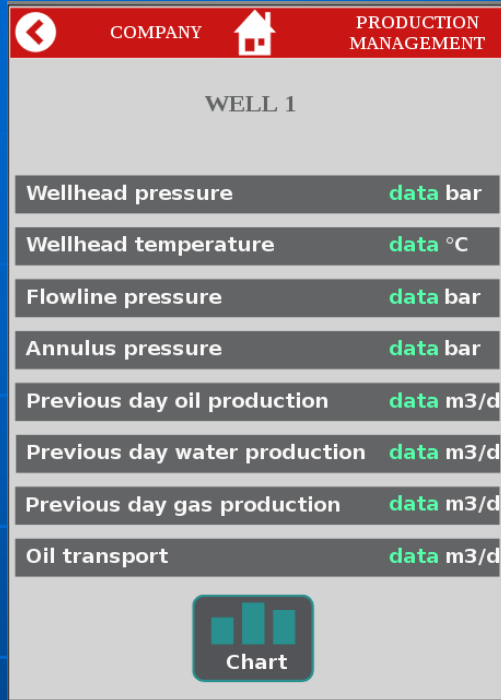 COMPANY
PRODUCTION
MANAGEMENT
WELL 1
Wellhead pressure data bar
Wellhead temperature data °C
Flowline pressure data bar
Annulus pressure data bar
Previous day oil production data m3/d
Previous day water production data m3/d
Previous day gas production data m3/d
Oil transport data m3/d
Chart